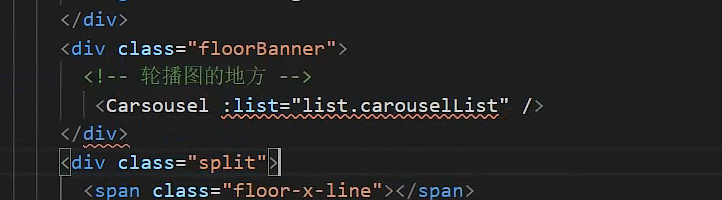 </div>
<div class="floorBanner">
<!-- 轮播图的地方 -->
<Carsousel :list="list.carouselList" />
</div>
<div class="split">
<span class="floor-x-line"></span>